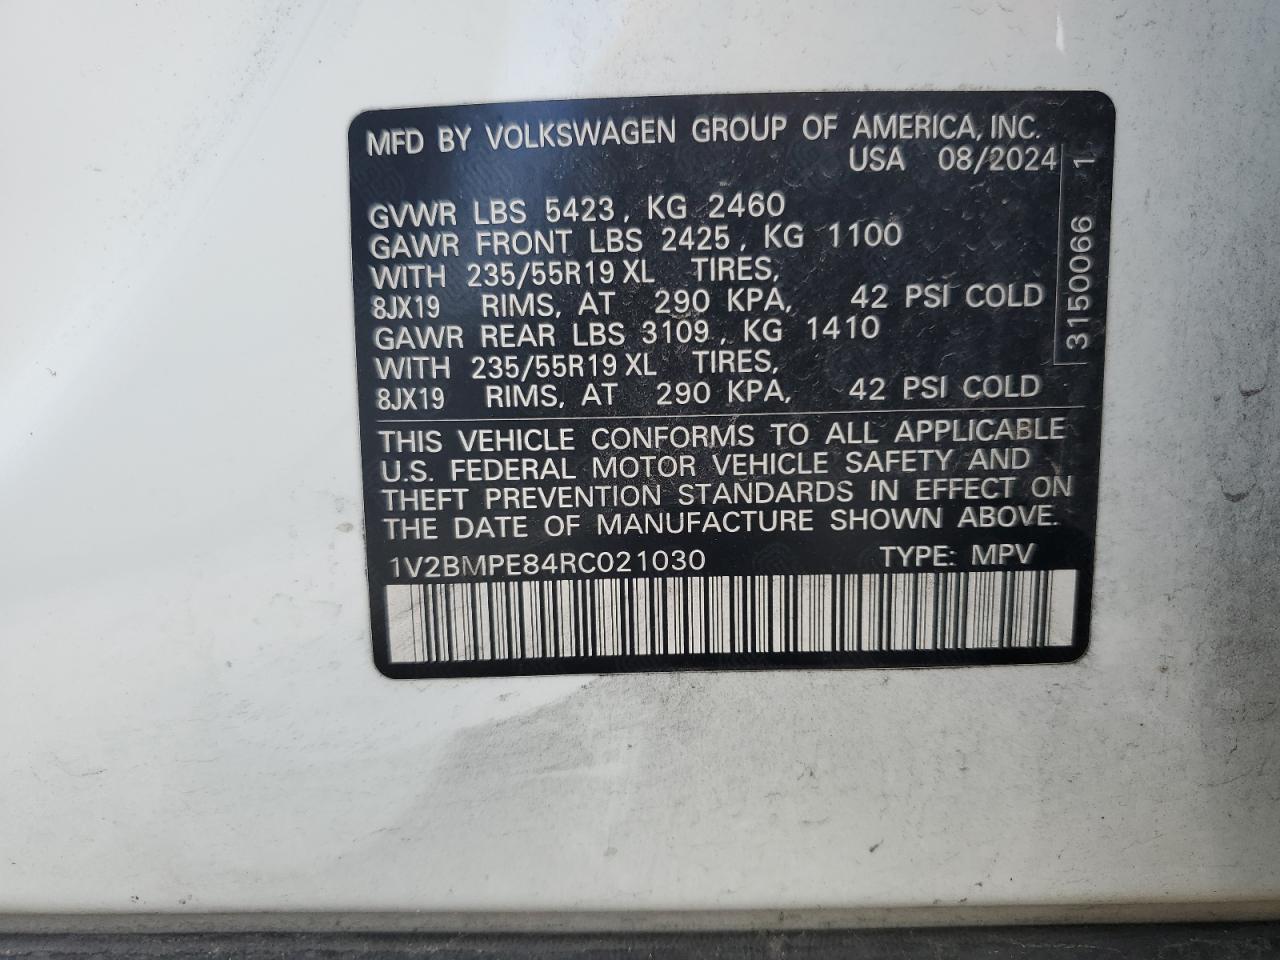 MFD BY VOLKSWAGEN GROUP OF AMERICA, INC.
USA 08/2024
GVWR LBS 5423, KG 2460
GAWR FRONT LBS 2425, KG 1100
WITH 235/55R19 XL TIRES,
8JX19 RIMS, AT 290 KPA, 42 PSI COLD
GAWR REAR LBS 3109, KG 1410
WITH 235/55R19 XL TIRES,
8JX19 RIMS, AT 290 KPA, 42 PSI COLD
3150066 1
THIS VEHICLE CONFORMS TO ALL APPLICABLE
U.S. FEDERAL MOTOR VEHICLE SAFETY AND
THEFT PREVENTION STANDARDS IN EFFECT ON
THE DATE OF MANUFACTURE SHOWN ABOVE.
1V2BMPE84RC021030 TYPE: MPV